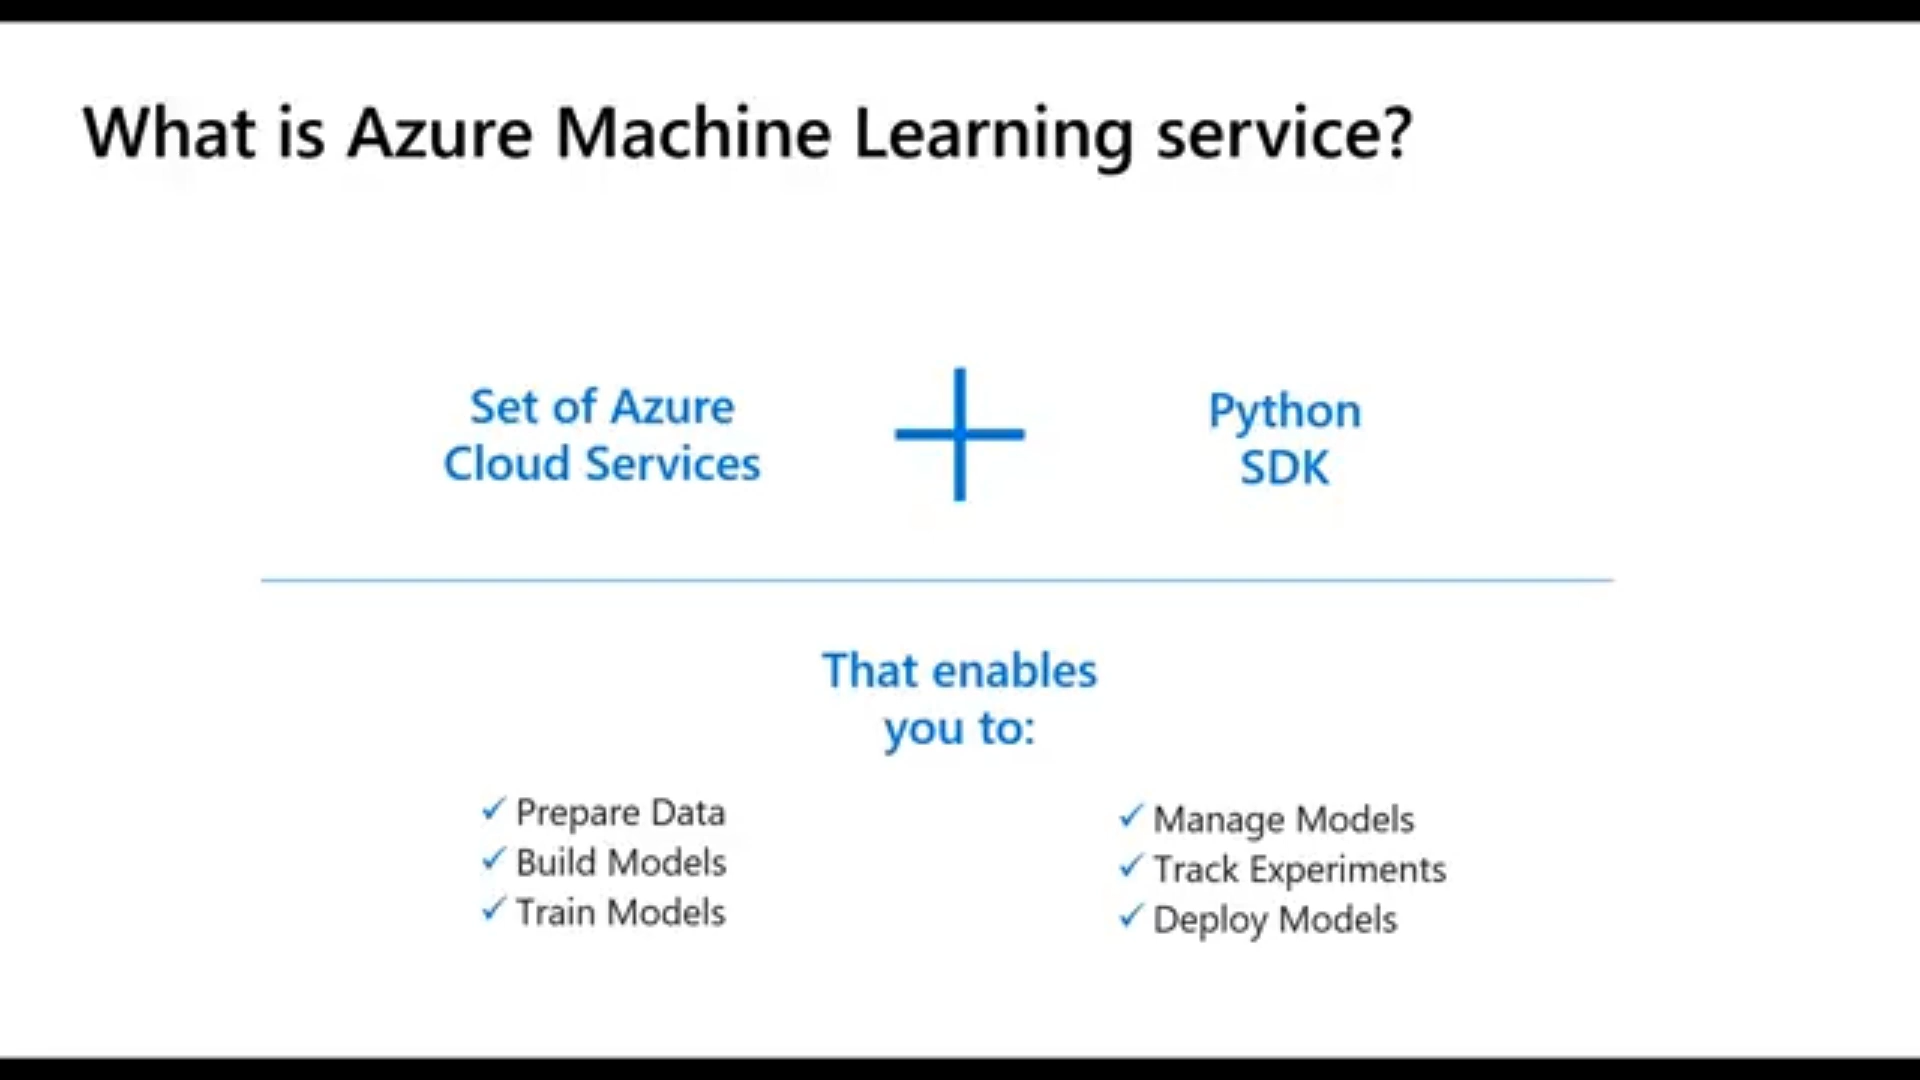 What is Azure Machine Learning service?
Set of Azure
Cloud Services
Python
SDK
That enables
you to:
✓ Prepare Data
✓ Build Models
✓ Train Models
✓ Manage Models
✓ Track Experiments
✓ Deploy Models